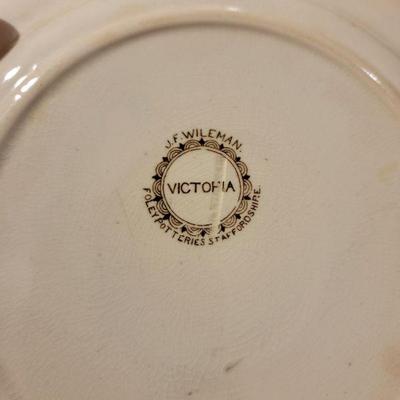 J.F. WILEMAN.
VICTORIA
FOLEY POTTERIES STAFFORDSHIRE.